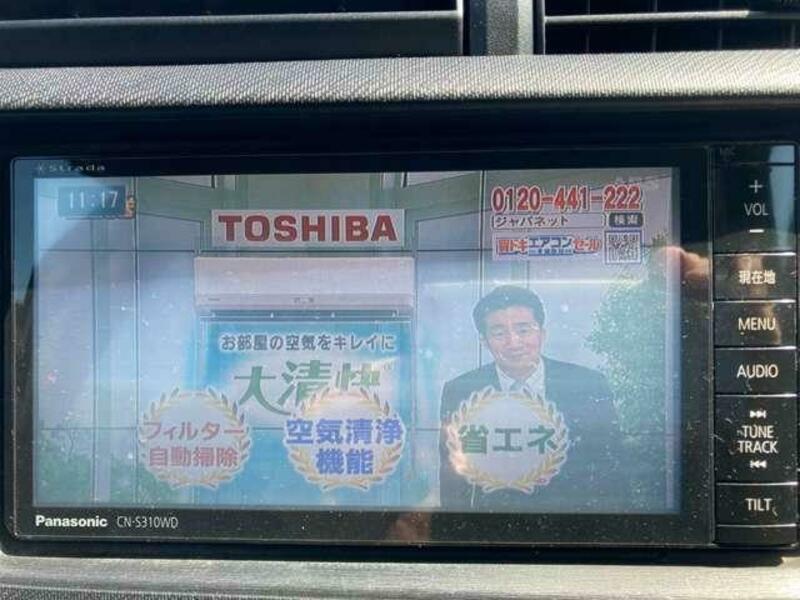 Strada
11:17
TOSHIBA
0120-441-222
ジャパネット 検索
買ドキエアコンセール
お部屋の空気をキレイに
大清快
フィルター
自動掃除
空気清浄
機能
省エネ
+
VOL
−
現在地
MENU
AUDIO
TUNE
TRACK
TILT
Panasonic CN-S310WD